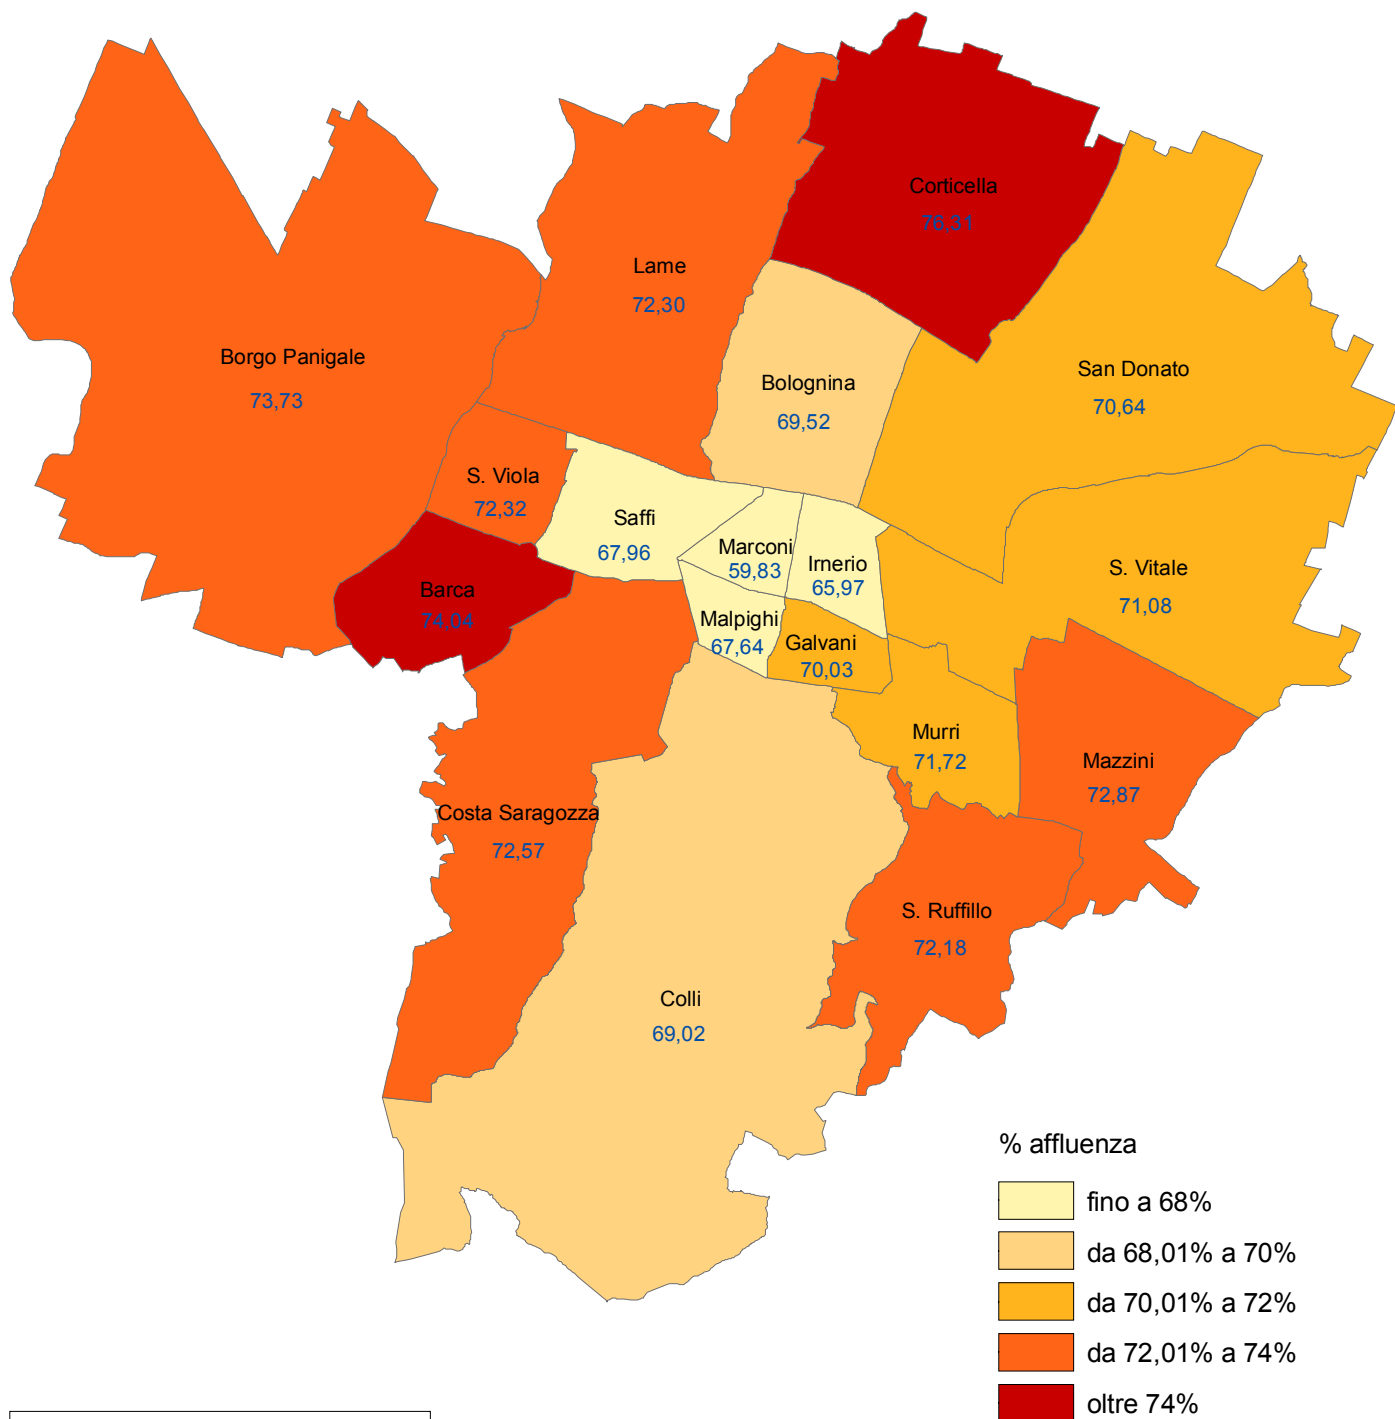 Corticella
76,31
Lame
72,30
Borgo Panigale
73,73
San Donato
70,64
Bolognina
69,52
S. Viola
72,32
Saffi
67,96
Marconi
59,83
Irnerio
65,97
S. Vitale
71,08
Barca
74,04
Malpighi
67,64
Galvani
70,03
Murri
71,72
Mazzini
72,87
Costa Saragozza
72,57
S. Ruffillo
72,18
Colli
69,02
% affluenza
fino a 68%
da 68,01% a 70%
da 70,01% a 72%
da 72,01% a 74%
oltre 74%